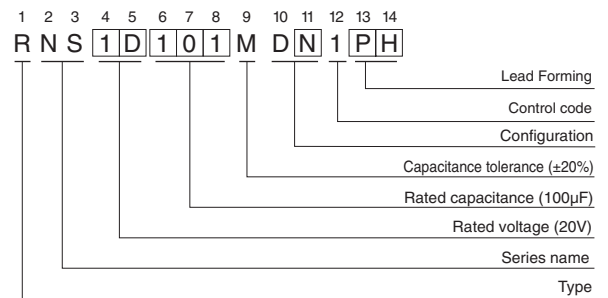 1 2 3 4 5 6 7 8 9 10 11 12 13 14
R N S 1 D 1 0 1 M D N 1 P H
Lead Forming
Control code
Configuration
Capacitance tolerance (±20%)
Rated capacitance (100µF)
Rated voltage (20V)
Series name
Type